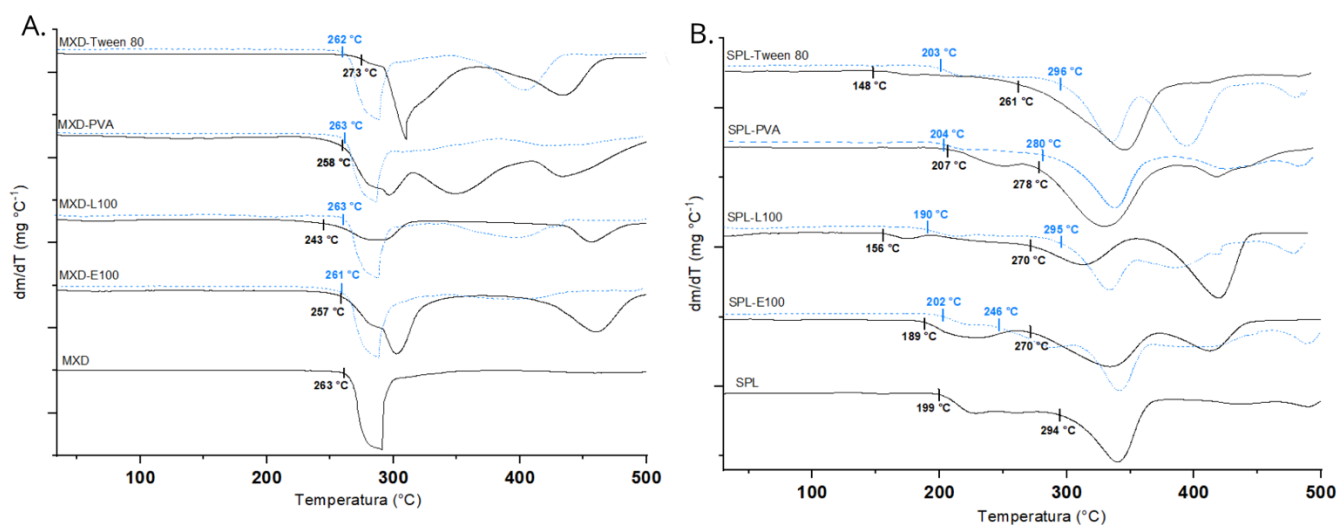 A.
MXD-Tween 80
262 °C
273 °C
MXD-PVA
263 °C
258 °C
MXD-L100
263 °C
243 °C
MXD-E100
261 °C
257 °C
MXD
263 °C
dm/dT (mg °C⁻¹)
100 200 300 400 500
Temperatura (°C)
B.
SPL-Tween 80
203 °C
296 °C
148 °C
261 °C
SPL-PVA
204 °C
280 °C
207 °C
278 °C
SPL-L100
190 °C
295 °C
156 °C
270 °C
SPL-E100
202 °C
246 °C
189 °C
270 °C
SPL
199 °C
294 °C
dm/dT (mg °C⁻¹)
100 200 300 400 500
Temperatura (°C)